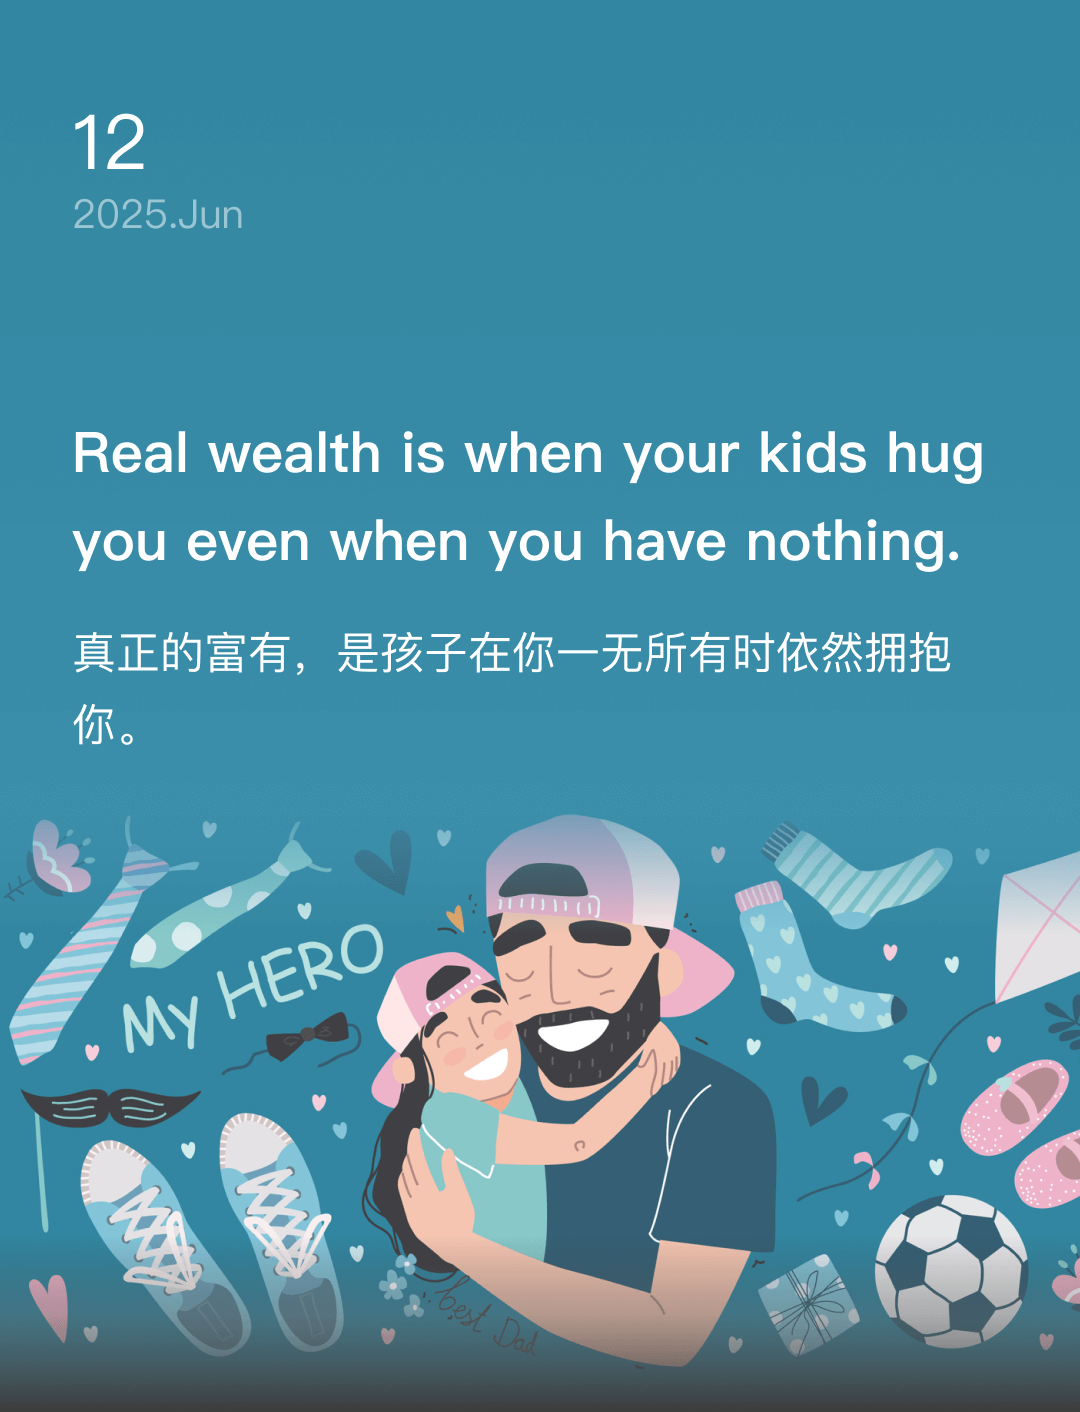 12
2025.Jun
Real wealth is when your kids hug
you even when you have nothing.
真正的富有，是孩子在你一无所有时依然拥抱
你。
My HERO
best Dad